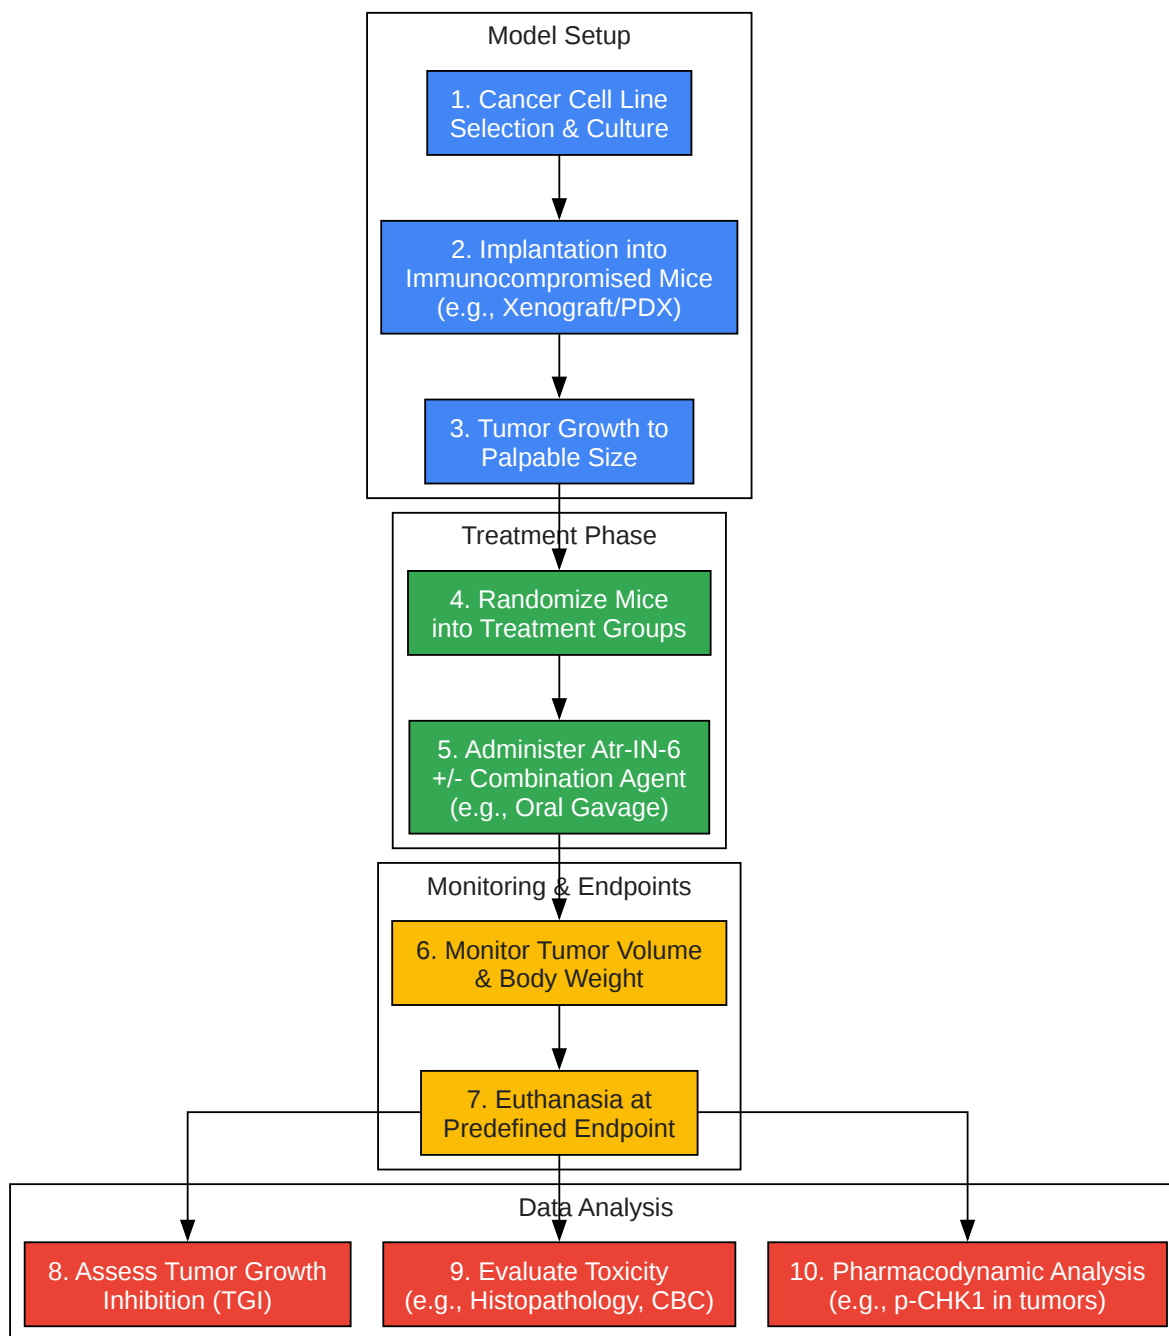 Model Setup
1. Cancer Cell Line
Selection & Culture
2. Implantation into
Immunocompromised Mice
(e.g., Xenograft/PDX)
3. Tumor Growth to
Palpable Size
Treatment Phase
4. Randomize Mice
into Treatment Groups
5. Administer Atr-IN-6
+/- Combination Agent
(e.g., Oral Gavage)
Monitoring & Endpoints
6. Monitor Tumor Volume
& Body Weight
7. Euthanasia at
Predefined Endpoint
Data Analysis
8. Assess Tumor Growth
Inhibition (TGI)
9. Evaluate Toxicity
(e.g., Histopathology, CBC)
10. Pharmacodynamic Analysis
(e.g., p-CHK1 in tumors)